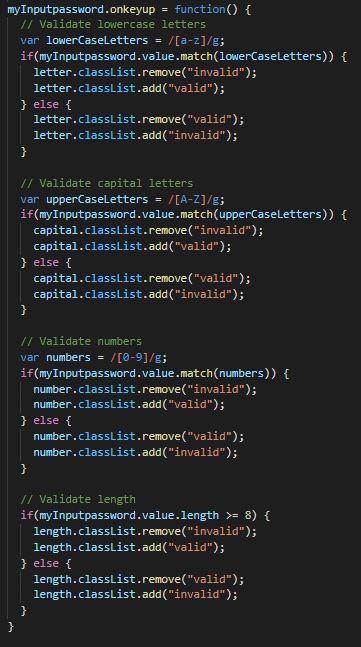 myInputpassword.onkeyup = function() {
  // Validate lowercase letters
  var lowerCaseLetters = /[a-z]/g;
  if(myInputpassword.value.match(lowerCaseLetters)) {
    letter.classList.remove("invalid");
    letter.classList.add("valid");
  } else {
    letter.classList.remove("valid");
    letter.classList.add("invalid");
  }

  // Validate capital letters
  var upperCaseLetters = /[A-Z]/g;
  if(myInputpassword.value.match(upperCaseLetters)) {
    capital.classList.remove("invalid");
    capital.classList.add("valid");
  } else {
    capital.classList.remove("valid");
    capital.classList.add("invalid");
  }

  // Validate numbers
  var numbers = /[0-9]/g;
  if(myInputpassword.value.match(numbers)) {
    number.classList.remove("invalid");
    number.classList.add("valid");
  } else {
    number.classList.remove("valid");
    number.classList.add("invalid");
  }

  // Validate length
  if(myInputpassword.value.length >= 8) {
    length.classList.remove("invalid");
    length.classList.add("valid");
  } else {
    length.classList.remove("valid");
    length.classList.add("invalid");
  }
}